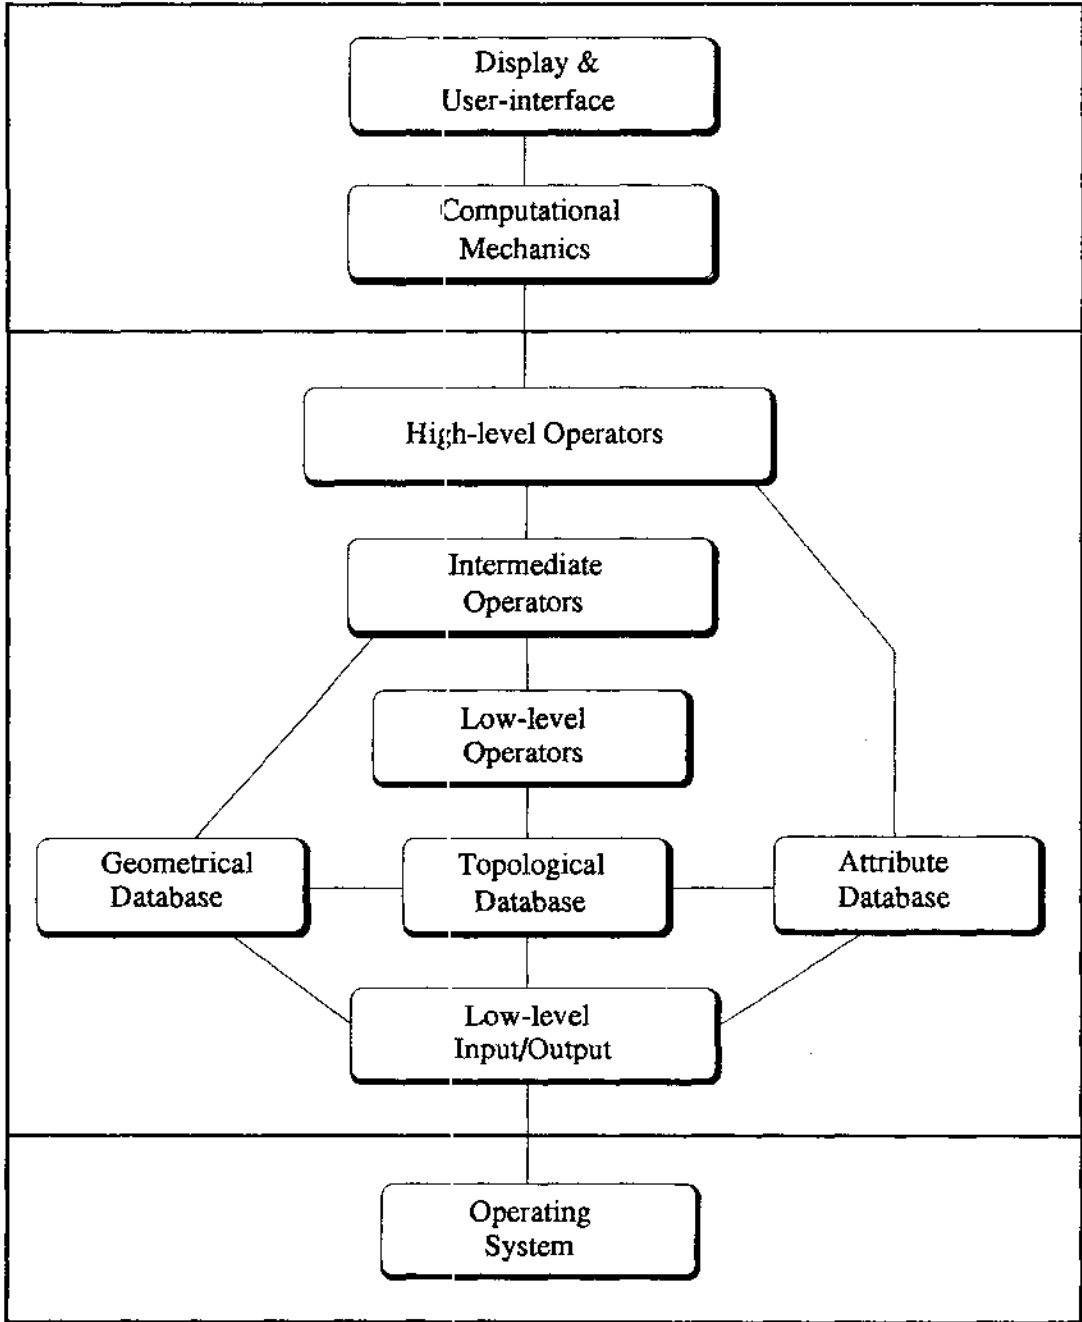 Display &
User-interface
Computational
Mechanics
High-level Operators
Intermediate
Operators
Low-level
Operators
Geometrical
Database
Topological
Database
Attribute
Database
Low-level
Input/Output
Operating
System